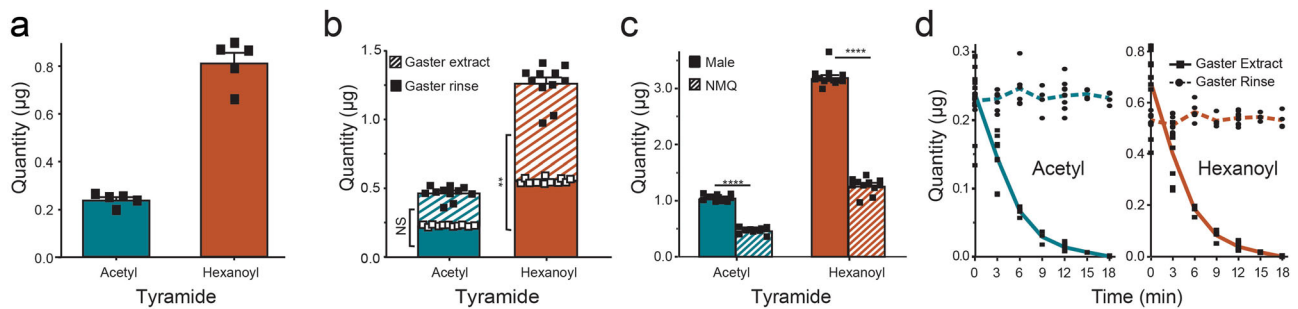 a
Quantity (µg)
0.8
0.6
0.4
0.2
0.0
Acetyl
Hexanoyl
Tyramide
b
Quantity (µg)
1.5
1.0
0.5
0.0
Gaster extract
Gaster rinse
NS
**
Acetyl
Hexanoyl
Tyramide
c
Quantity (µg)
3.0
2.0
1.0
0.0
Male
NMQ
****
****
Acetyl
Hexanoyl
Tyramide
d
Quantity (µg)
0.3
0.2
0.1
0.0
Acetyl
0 3 6 9 12 15 18
0.8
0.6
0.4
0.2
0.0
Gaster Extract
Gaster Rinse
Hexanoyl
0 3 6 9 12 15 18
Time (min)